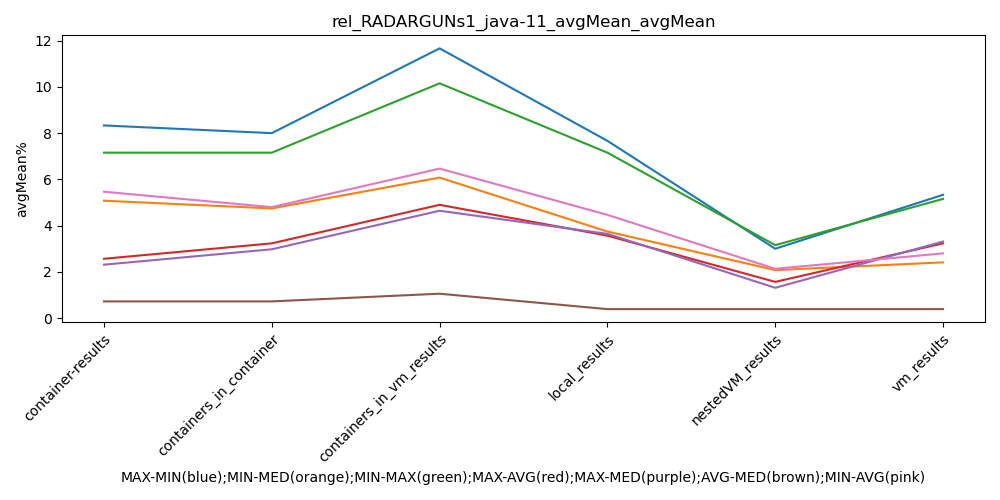 rel_RADARGUNs1_java-11_avgMean_avgMean
avgMean%
12
10
8
6
4
2
0
container-results
containers_in_container
containers_in_vm_results
local_results
nestedVM_results
vm_results
MAX-MIN(blue);MIN-MED(orange);MIN-MAX(green);MAX-AVG(red);MAX-MED(purple);AVG-MED(brown);MIN-AVG(pink)